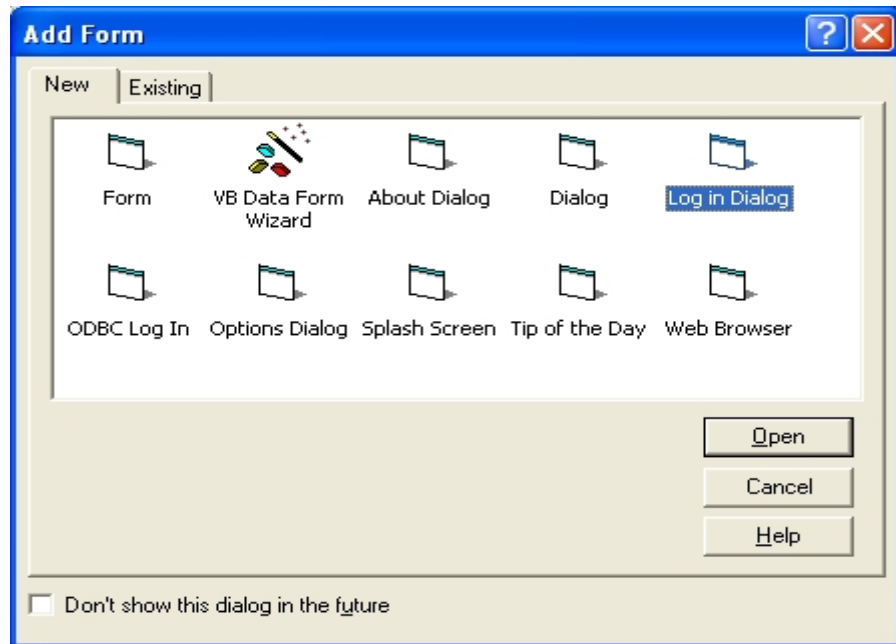 Add Form
New
Existing
Form
VB Data Form
Wizard
About Dialog
Dialog
Log in Dialog
ODBC Log In
Options Dialog
Splash Screen
Tip of the Day
Web Browser
Open
Cancel
Help
Don't show this dialog in the future